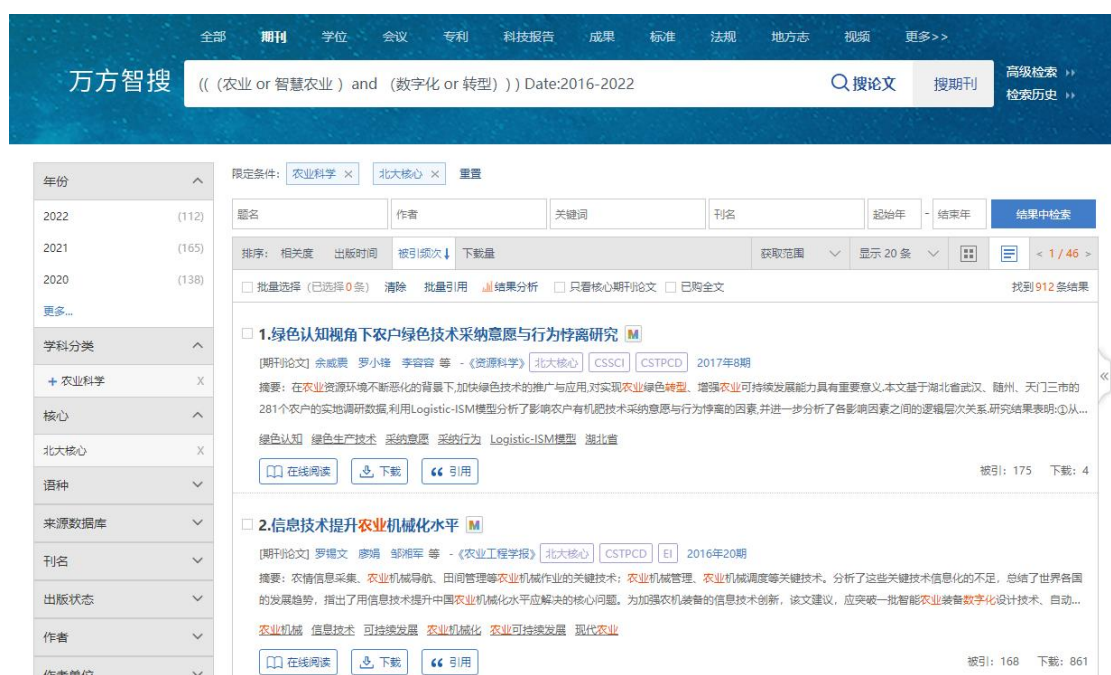 全部 期刊 学位 会议 专利 科技报告 成果 标准 法规 地方志 视频 更多>>
万方智搜 (( (农业 or 智慧农业 ) and (数字化 or 转型) ) ) Date:2016-2022 搜论文 搜期刊 高级检索
检索历史
年份
2022 (112)
2021 (165)
2020 (138)
更多...
学科分类
+ 农业科学 X
核心
北大核心 X
语种
来源数据库
刊名
出版状态
作者
作者单位
限定条件: 农业科学 × 北大核心 × 重置
题名 作者 关键词 刊名 起始年 - 结束年 结果中检索
排序: 相关度 出版时间 被引频次↓ 下载量 获取范围 显示 20 条 < 1 / 46 >
批量选择 (已选择0条) 清除 批量引用 结果分析 只看核心期刊论文 已购全文 找到912条结果
1.绿色认知视角下农户绿色技术采纳意愿与行为悖离研究 M
[期刊论文] 余威震 罗小锋 李容容 等 -《资源科学》 北大核心 CSSCI CSTPCD 2017年8期
摘要：在农业资源环境不断恶化的背景下,加快绿色技术的推广与应用,对实现农业绿色转型、增强农业可持续发展能力具有重要意义.本文基于湖北省武汉、随州、天门三市的
281个农户的实地调研数据,利用Logistic-ISM模型分析了影响农户有机肥技术采纳意愿与行为悖离的因素,并进一步分析了各影响因素之间的逻辑层次关系.研究结果表明:①从...
绿色认知 绿色生产技术 采纳意愿 采纳行为 Logistic-ISM模型 湖北省
在线阅读 下载 引用 被引: 175 下载: 4
2.信息技术提升农业机械化水平 M
[期刊论文] 罗锡文 廖娟 邹湘军 等 -《农业工程学报》 北大核心 CSTPCD EI 2016年20期
摘要：农情信息采集、农业机械导航、田间管理等农业机械作业的关键技术；农业机械管理、农业机械调度等关键技术。分析了这些关键技术信息化的不足，总结了世界各国
的发展趋势，指出了用信息技术提升中国农业机械化水平应解决的核心问题。为加强农机装备的信息技术创新，该文建议，应突破一批智能农业装备数字化设计技术、自动...
农业机械 信息技术 可持续发展 农业机械化 农业可持续发展 现代农业
在线阅读 下载 引用 被引: 168 下载: 861